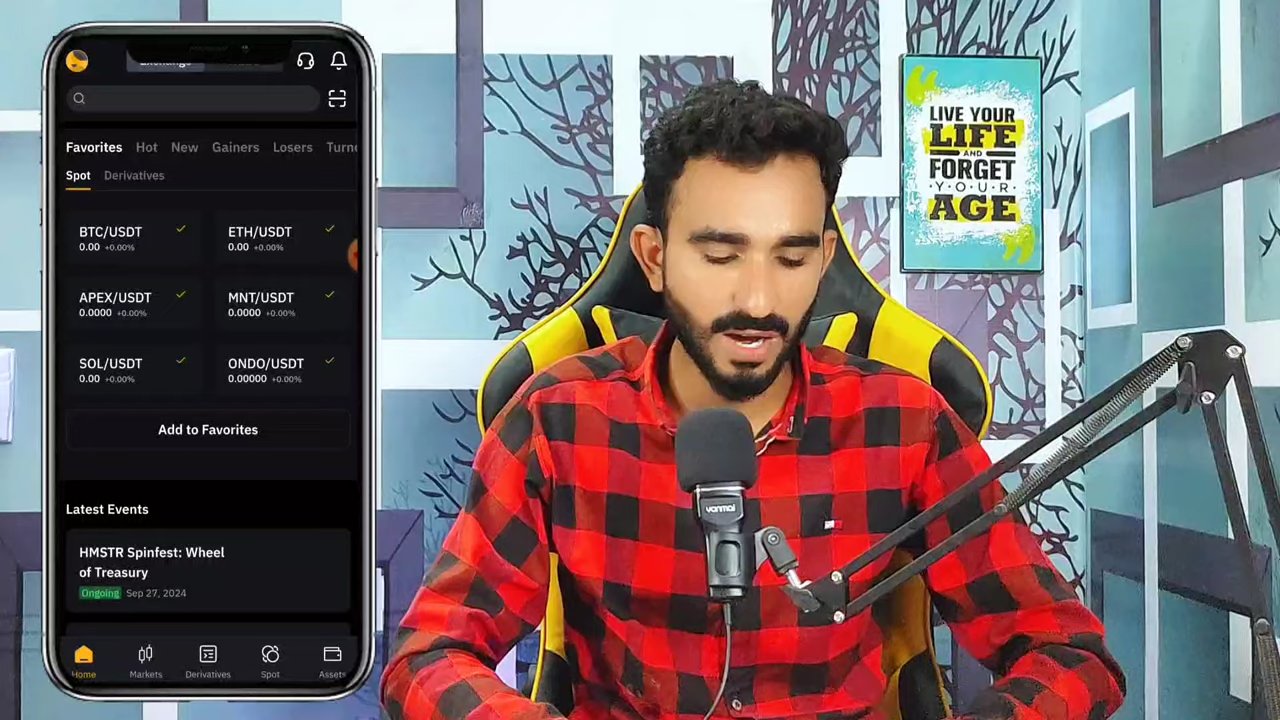 Exchange
Favorites Hot New Gainers Losers Turno
Spot Derivatives
BTC/USDT ETH/USDT
0.00 +0.00% 0.00 +0.00%
APEX/USDT MNT/USDT
0.0000 +0.00% 0.0000 +0.00%
SOL/USDT ONDO/USDT
0.00 +0.00% 0.00000 +0.00%
Add to Favorites
Latest Events
HMSTR Spinfest: Wheel
of Treasury
Ongoing Sep 27, 2024
Home Markets Derivatives Spot Assets
LIVE YOUR
LIFE
AND
FORGET
·Y·O·U·R·
AGE
vanmai